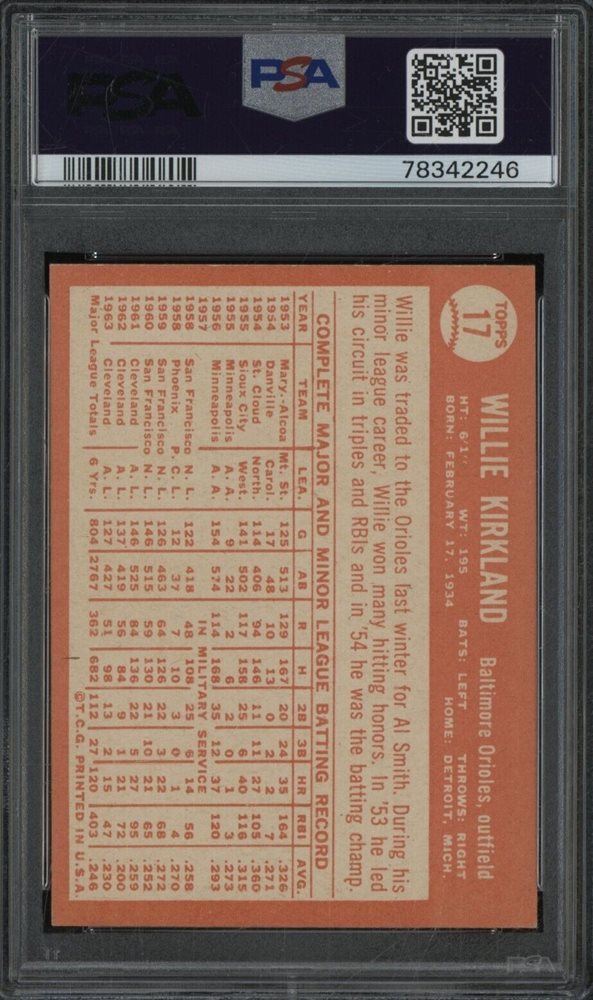 PSA
PSA
78342246
TOPPS
17
WILLIE KIRKLAND Baltimore Orioles, outfield
HT: 6'1" WT: 195 BATS: LEFT THROWS: RIGHT
BORN: FEBRUARY 17, 1934 HOME: DETROIT, MICH.
Willie was traded to the Orioles last winter for Al Smith. During his
minor league career, Willie won many hitting honors. In '53 he led
his circuit in triples and RBIs and in '54 he was the batting champ.
COMPLETE MAJOR AND MINOR LEAGUE BATTING RECORD
YEAR TEAM LEA. G AB R H 2B 3B HR RBI AVG.
1953 Mary.-Alcoa Mt. St. 125 513 129 167 20 24 35 164 .326
1954 Danville Carol. 17 48 10 13 0 2 2 7 .271
1954 St. Cloud North. 114 406 94 146 11 11 27 105 .360
1955 Sioux City West. 141 502 117 158 25 6 40 116 .315
1955 Minneapolis A. A. 9 22 2 6 2 0 1 3 .273
1956 Minneapolis A. A. 154 574 114 168 35 12 37 120 .293
1957 IN MILITARY SERVICE
1958 San Francisco N. L. 122 418 48 108 25 6 14 56 .258
1958 Phoenix P. C. L. 12 37 7 10 3 0 1 4 .270
1959 San Francisco N. L. 126 463 64 126 22 3 22 68 .272
1960 San Francisco N. L. 146 515 59 130 21 10 21 65 .252
1961 Cleveland A. L. 146 525 84 136 22 5 27 95 .259
1962 Cleveland A. L. 137 419 56 84 9 1 21 72 .200
1963 Cleveland A. L. 127 427 51 98 13 2 15 47 .230
Major League Totals 6 Yrs. 804 2767 362 682 112 27 120 403 .246
©T.C.G. PRINTED IN U.S.A.
PSA